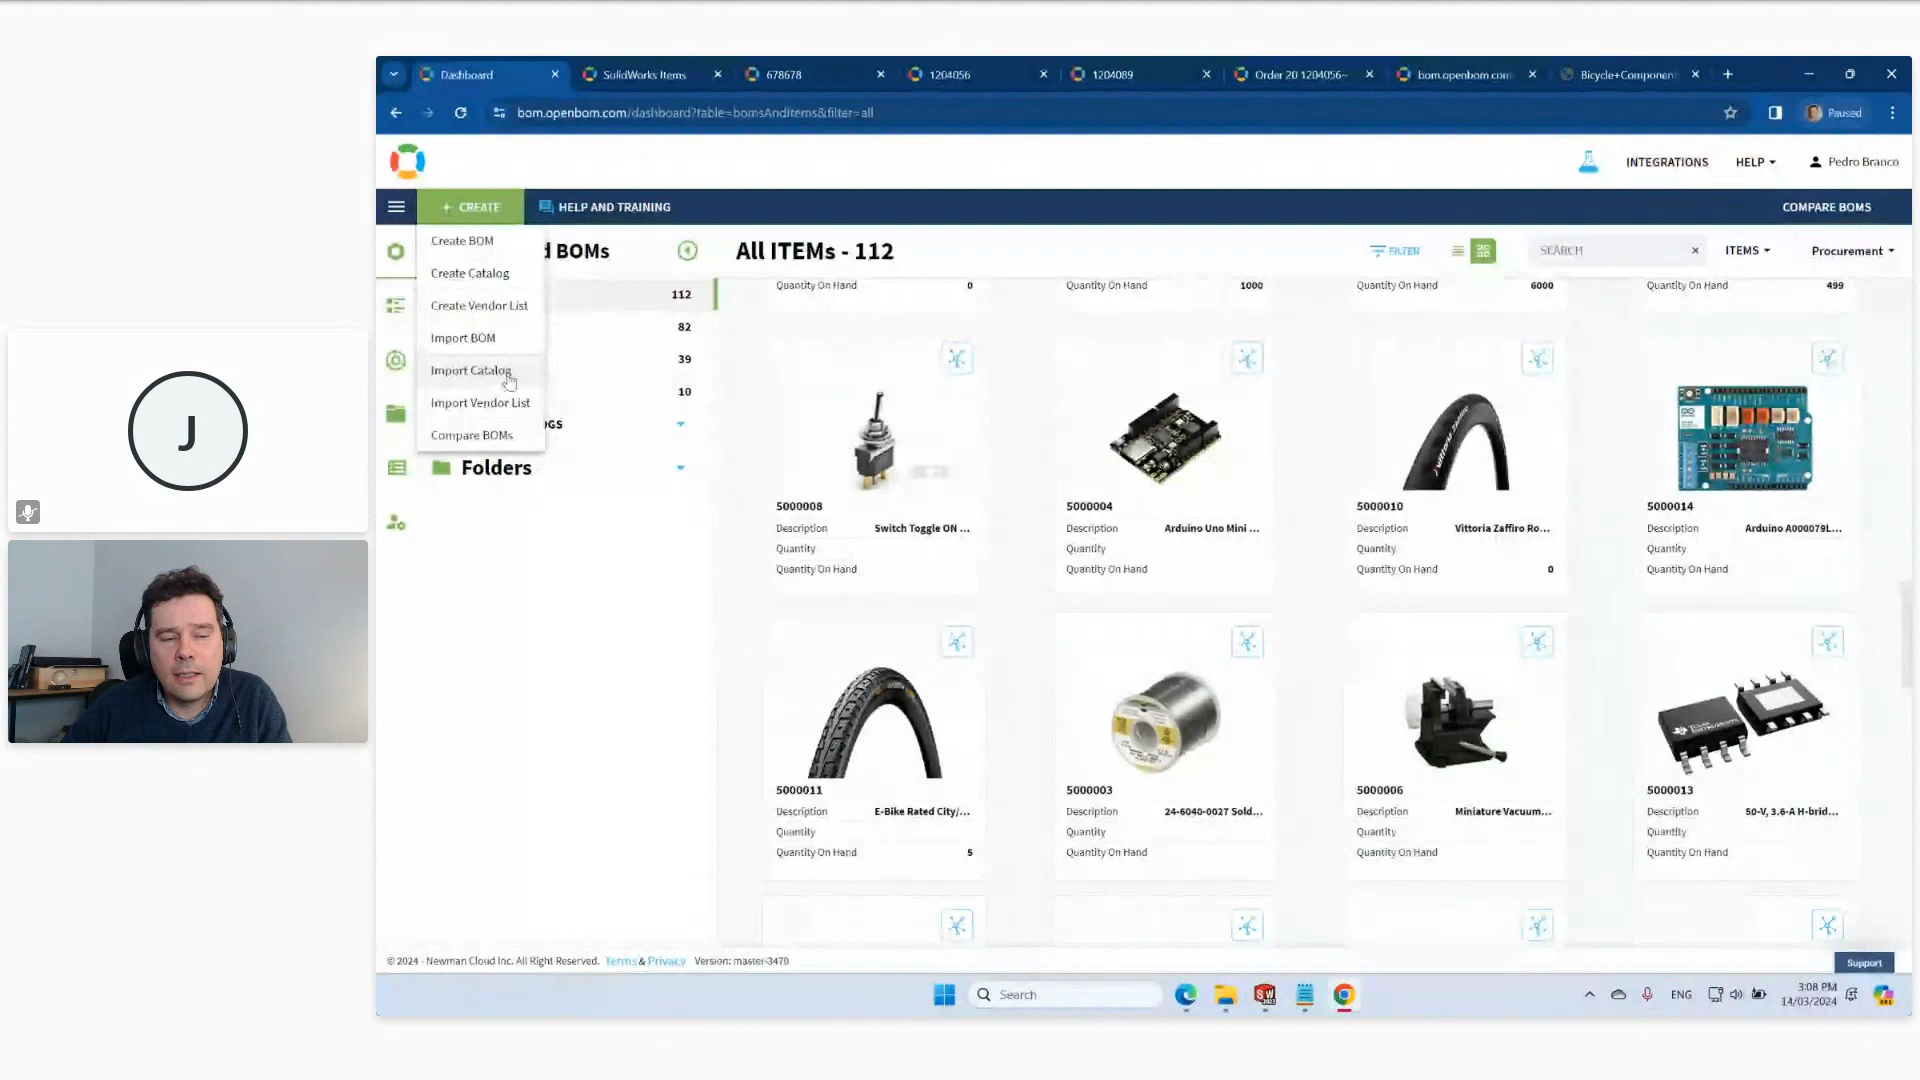 Dashboard
SolidWorks Items
678678
1204056
1204089
Order 20 1204056~
bom.openbom.com
Bicycle+Component
bom.openbom.com/dashboard?table=bomsAndItems&filter=all
Paused
INTEGRATIONS
HELP
Pedro Branco
+ CREATE
HELP AND TRAINING
COMPARE BOMS
Create BOM
Create Catalog
Create Vendor List
Import BOM
Import Catalog
Import Vendor List
Compare BOMs
d BOMs
112
82
39
10
OGS
Folders
All ITEMs - 112
FILTER
SEARCH
ITEMS
Procurement
Quantity On Hand 0
Quantity On Hand 1000
Quantity On Hand 6000
Quantity On Hand 499
5000008
Description Switch Toggle ON ...
Quantity
Quantity On Hand
5000004
Description Arduino Uno Mini ...
Quantity
Quantity On Hand
5000010
Description Vittoria Zaffiro Ro...
Quantity
Quantity On Hand 0
5000014
Description Arduino A000079L...
Quantity
Quantity On Hand
5000011
Description E-Bike Rated City/...
Quantity
Quantity On Hand 5
5000003
Description 24-6040-0027 Sold...
Quantity
Quantity On Hand
5000006
Description Miniature Vacuum...
Quantity
Quantity On Hand
5000013
Description 50-V, 3.6-A H-brid...
Quantity
Quantity On Hand
© 2024 - Newman Cloud Inc. All Right Reserved. Terms & Privacy Version: master-3470
Support
J
Search
ENG
3:08 PM
14/03/2024